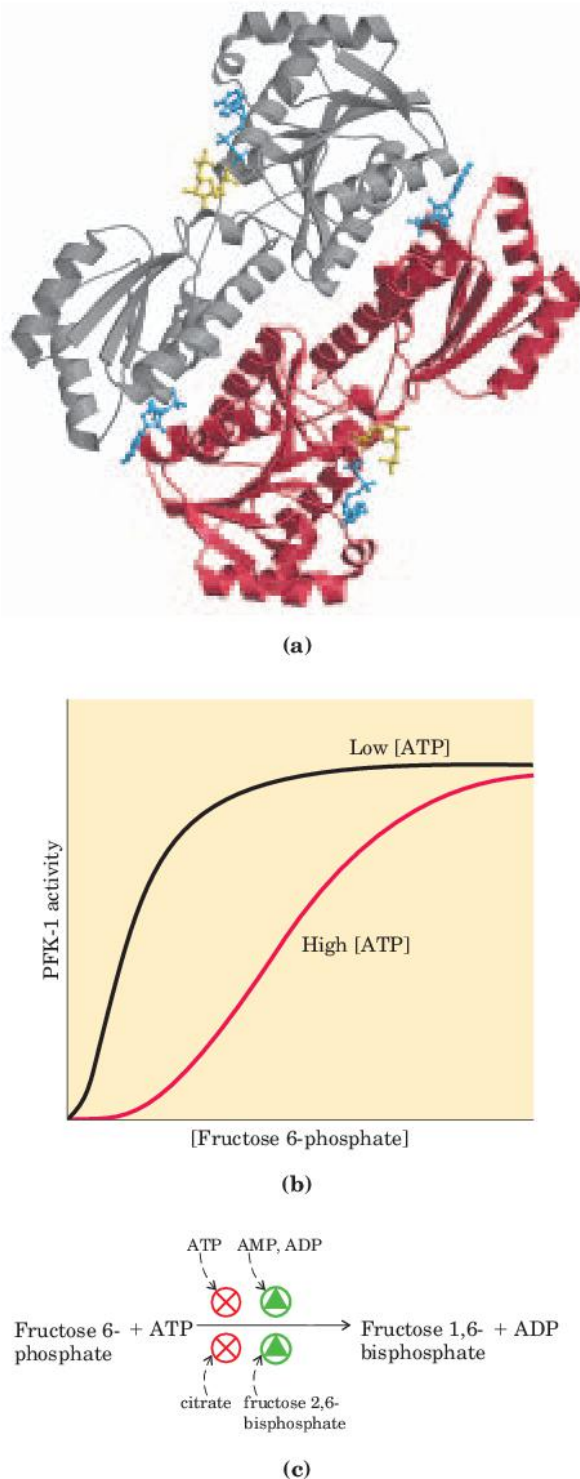 (a)
PFK-1 activity
Low [ATP]
High [ATP]
[Fructose 6-phosphate]
(b)
ATP AMP, ADP
Fructose 6- + ATP Fructose 1,6- + ADP
phosphate bisphosphate
citrate fructose 2,6-
bisphosphate
(c)